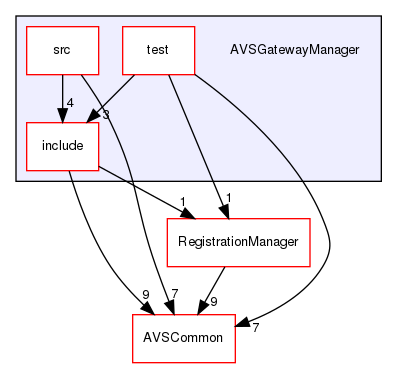 src
test
AVSGatewayManager
4
3
include
1
1
RegistrationManager
9
7
9
7
AVSCommon